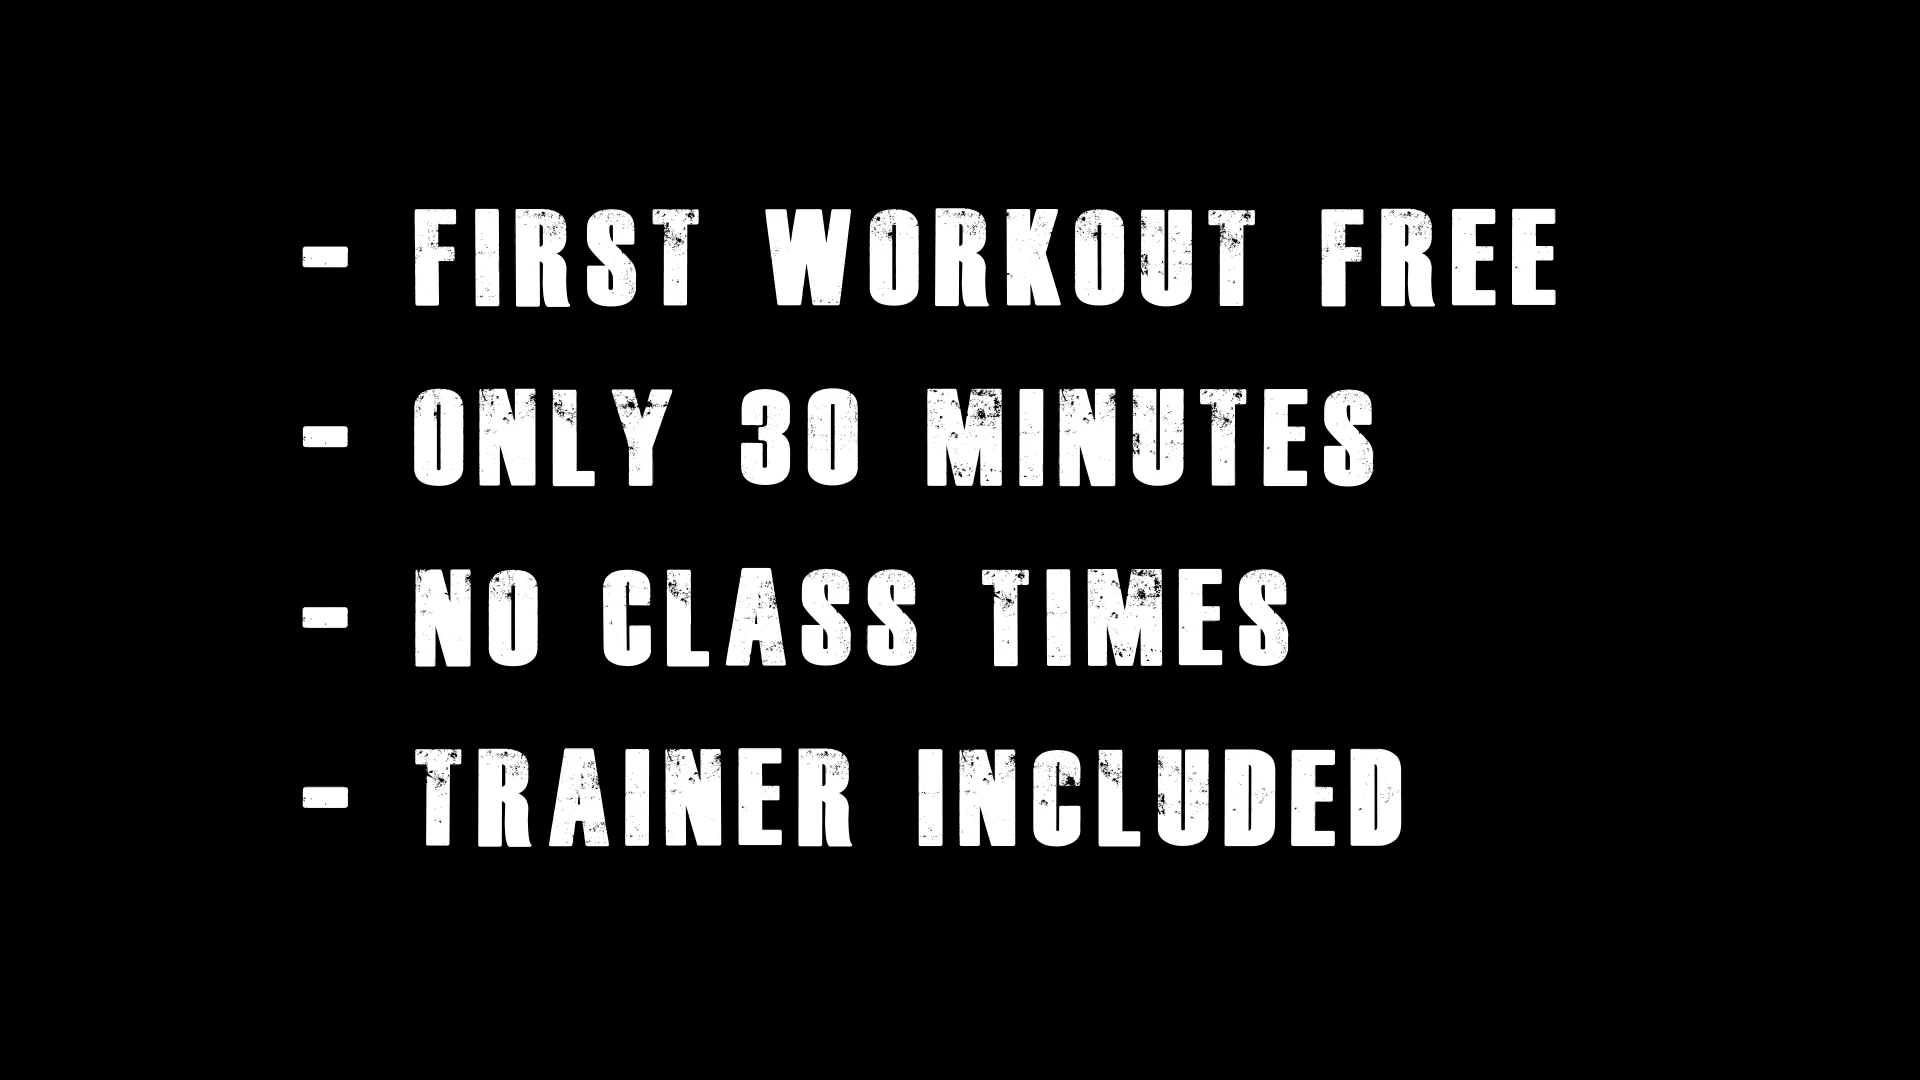 - FIRST WORKOUT FREE
- ONLY 30 MINUTES
- NO CLASS TIMES
- TRAINER INCLUDED